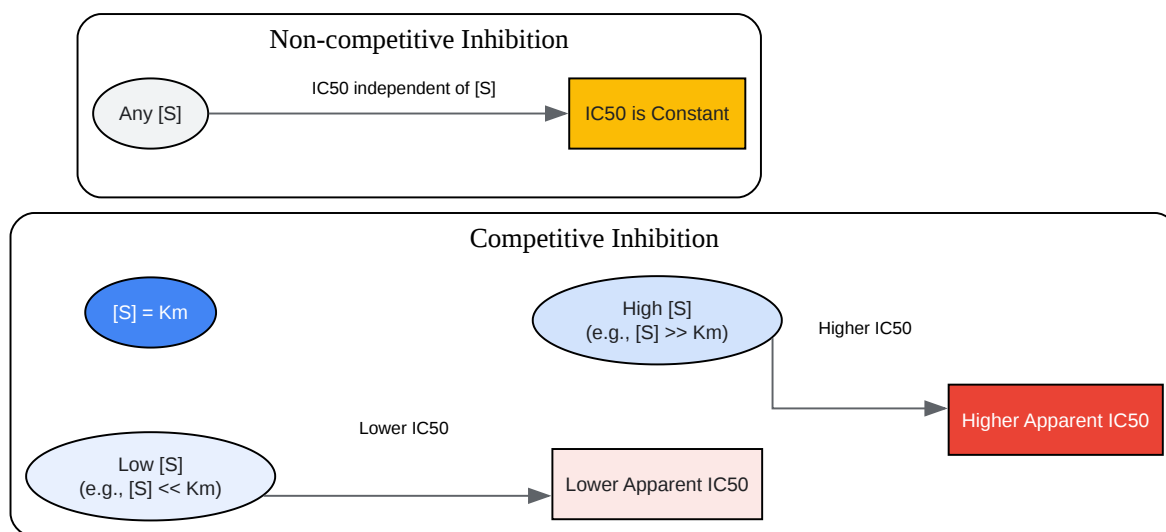 Non-competitive Inhibition
IC50 independent of [S]
Any [S]
IC50 is Constant
Competitive Inhibition
[S] = Km
High [S]
(e.g., [S] >> Km)
Higher IC50
Higher Apparent IC50
Lower IC50
Low [S]
(e.g., [S] << Km)
Lower Apparent IC50